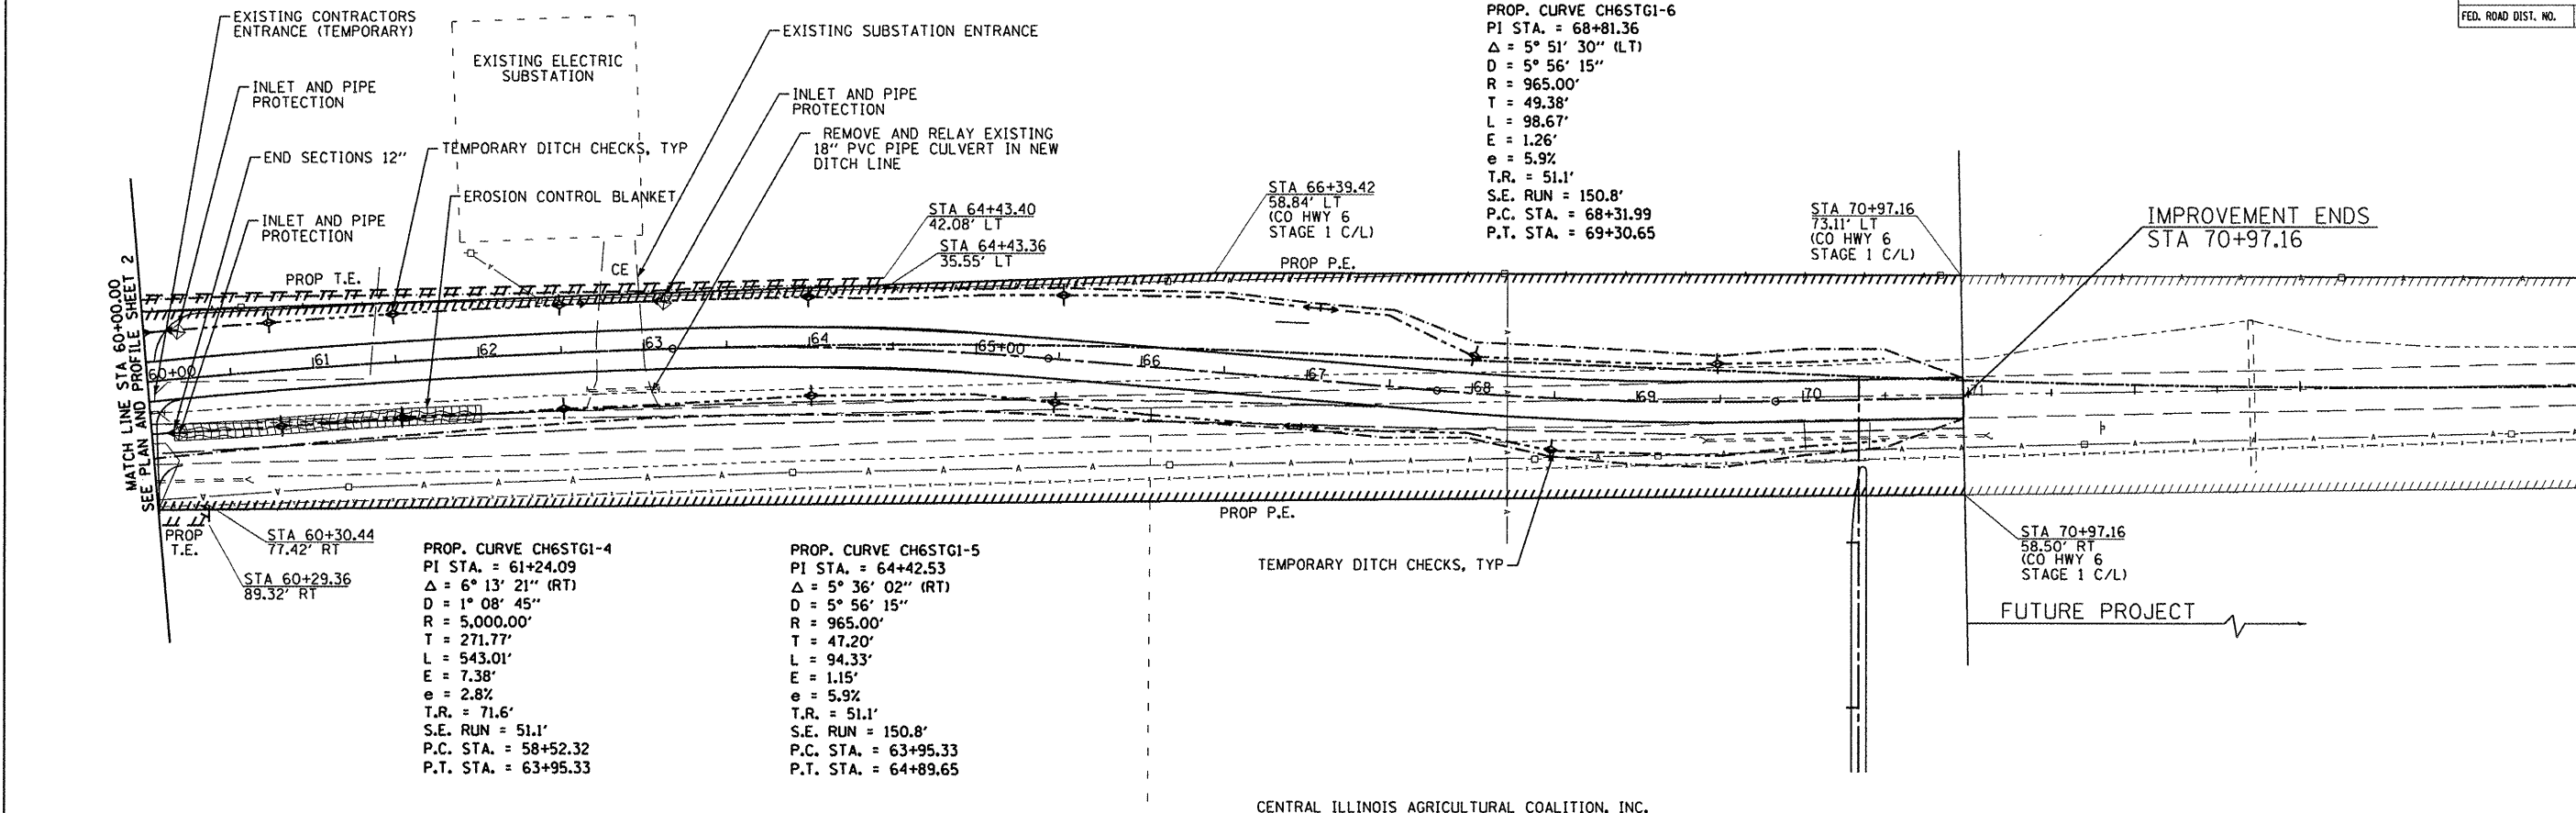 EXISTING CONTRACTORS
ENTRANCE (TEMPORARY)
INLET AND PIPE
PROTECTION
END SECTIONS 12"
INLET AND PIPE
PROTECTION
EXISTING ELECTRIC
SUBSTATION
TEMPORARY DITCH CHECKS, TYP
EROSION CONTROL BLANKET
EXISTING SUBSTATION ENTRANCE
INLET AND PIPE
PROTECTION
REMOVE AND RELAY EXISTING
18" PVC PIPE CULVERT IN NEW
DITCH LINE
PROP. CURVE CH6STG1-6
PI STA. = 68+81.36
Δ = 5° 51' 30" (LT)
D = 5° 56' 15"
R = 965.00'
T = 49.38'
L = 98.67'
E = 1.26'
e = 5.9%
T.R. = 51.1'
S.E. RUN = 150.8'
P.C. STA. = 68+31.99
P.T. STA. = 69+30.65
FED. ROAD DIST. NO.
STA 64+43.40
42.08' LT
STA 64+43.36
35.55' LT
STA 66+39.42
58.84' LT
(CO HWY 6
STAGE 1 C/L)
STA 70+97.16
73.11' LT
(CO HWY 6
STAGE 1 C/L)
IMPROVEMENT ENDS
STA 70+97.16
MATCH LINE STA 60+00.00
SEE PLAN AND PROFILE SHEET 2
PROP T.E.
CE
PROP P.E.
60+00
61
62
63
64
65+00
66
67
68
69
70
71
PROP
T.E.
STA 60+30.44
77.42' RT
STA 60+29.36
89.32' RT
PROP P.E.
PROP. CURVE CH6STG1-4
PI STA. = 61+24.09
Δ = 6° 13' 21" (RT)
D = 1° 08' 45"
R = 5,000.00'
T = 271.77'
L = 543.01'
E = 7.38'
e = 2.8%
T.R. = 71.6'
S.E. RUN = 51.1'
P.C. STA. = 58+52.32
P.T. STA. = 63+95.33
PROP. CURVE CH6STG1-5
PI STA. = 64+42.53
Δ = 5° 36' 02" (RT)
D = 5° 56' 15"
R = 965.00'
T = 47.20'
L = 94.33'
E = 1.15'
e = 5.9%
T.R. = 51.1'
S.E. RUN = 150.8'
P.C. STA. = 63+95.33
P.T. STA. = 64+89.65
TEMPORARY DITCH CHECKS, TYP
STA 70+97.16
58.50' RT
(CO HWY 6
STAGE 1 C/L)
FUTURE PROJECT
CENTRAL ILLINOIS AGRICULTURAL COALITION, INC.